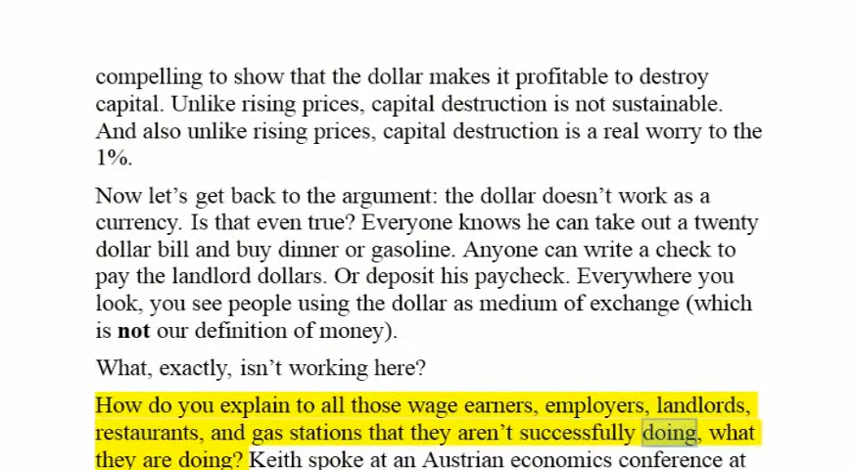 compelling to show that the dollar makes it profitable to destroy
capital. Unlike rising prices, capital destruction is not sustainable.
And also unlike rising prices, capital destruction is a real worry to the
1%.
Now let’s get back to the argument: the dollar doesn’t work as a
currency. Is that even true? Everyone knows he can take out a twenty
dollar bill and buy dinner or gasoline. Anyone can write a check to
pay the landlord dollars. Or deposit his paycheck. Everywhere you
look, you see people using the dollar as medium of exchange (which
is not our definition of money).
What, exactly, isn’t working here?
How do you explain to all those wage earners, employers, landlords,
restaurants, and gas stations that they aren’t successfully doing, what
they are doing? Keith spoke at an Austrian economics conference at